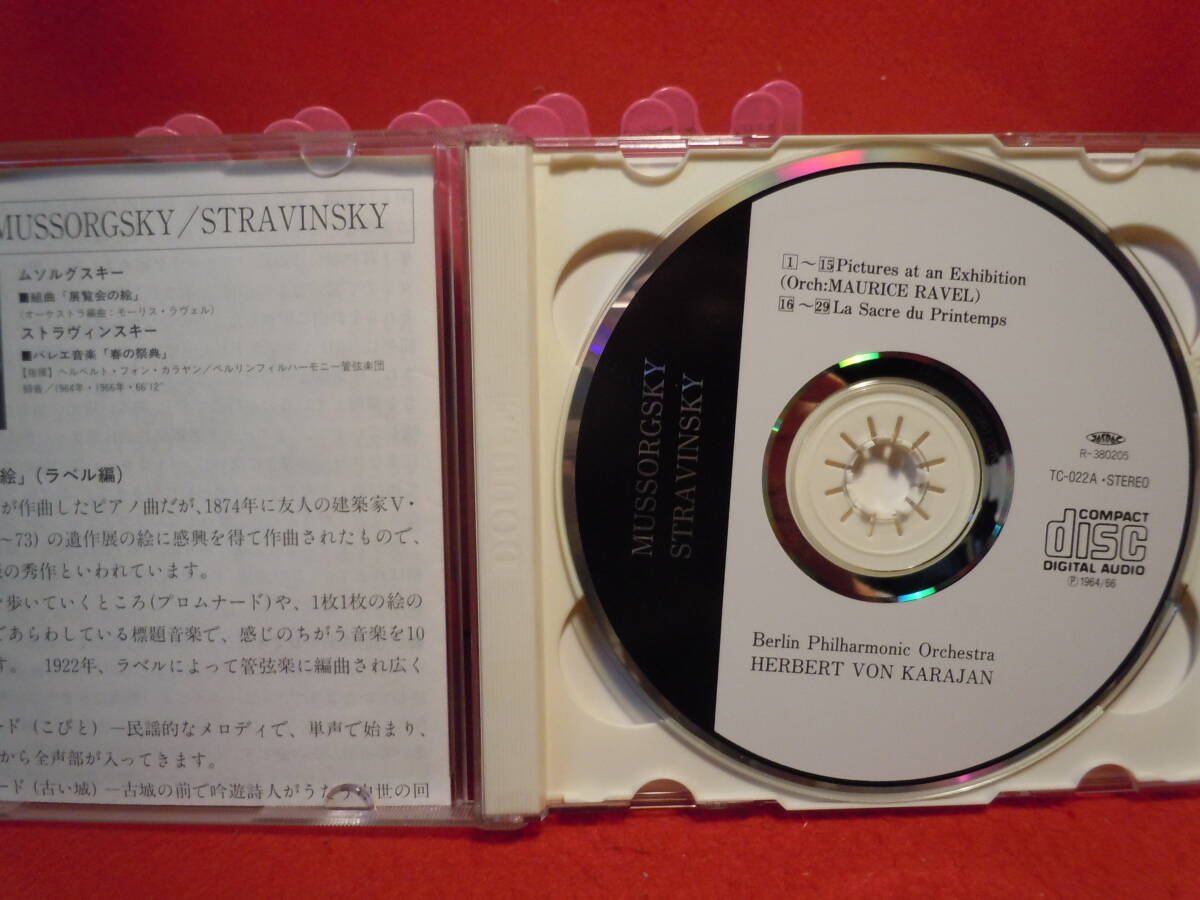 MUSSORGSKY/STRAVINSKY
ムソルグスキー
■組曲「展覧会の絵」
(オーケストラ編曲：モーリス・ラヴェル)
ストラヴィンスキー
■バレエ音楽「春の祭典」
【指揮】ヘルベルト・フォン・カラヤン/ベルリンフィルハーモニー管弦楽団
録音/1964年・1966年・66'12"
絵」(ラベル編)
が作曲したピアノ曲だが、1874年に友人の建築家V・
～73) の遺作展の絵に感興を得て作曲されたもので、
の秀作といわれています。
歩いていくところ(プロムナード)や、1枚1枚の絵の
であらわしている標題音楽で、感じのちがう音楽を10
す。 1922年、ラベルによって管弦楽に編曲され広く
ード (こびと) ―民謡的なメロディで、単声で始まり、
から全声部が入ってきます。
ード (古い城) ―古城の前で吟遊詩人がうたう中世の回
MUSSORGSKY
STRAVINSKY
1～15 Pictures at an Exhibition
(Orch:MAURICE RAVEL)
16～29 La Sacre du Printemps
JASRAC
R-380205
TC-022A・STEREO
COMPACT
disc
DIGITAL AUDIO
Ⓟ1964/66
Berlin Philharmonic Orchestra
HERBERT VON KARAJAN